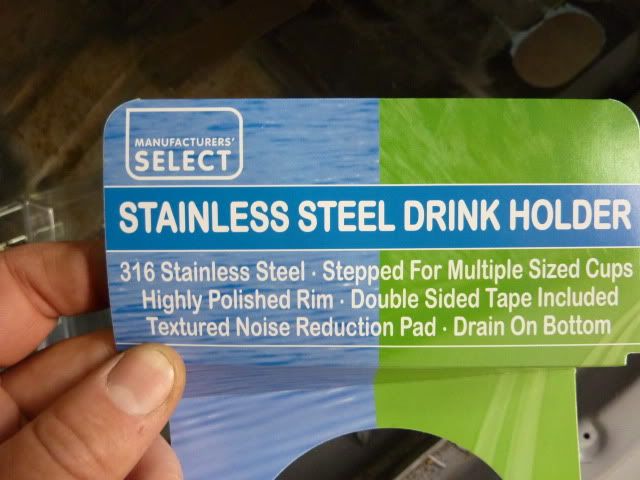 MANUFACTURERS'
SELECT
STAINLESS STEEL DRINK HOLDER
316 Stainless Steel · Stepped For Multiple Sized Cups
Highly Polished Rim · Double Sided Tape Included
Textured Noise Reduction Pad · Drain On Bottom